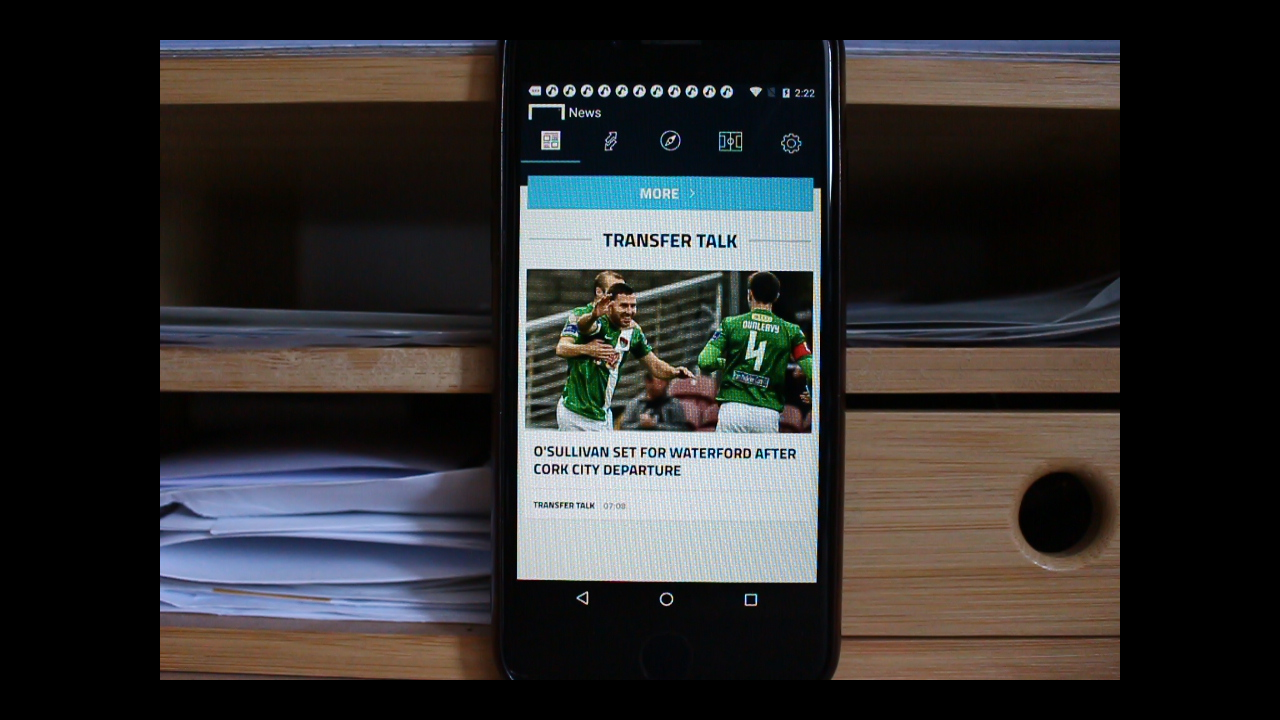 2:22
News
MORE
TRANSFER TALK
DUNLEAVY
4
O'SULLIVAN SET FOR WATERFORD AFTER
CORK CITY DEPARTURE
TRANSFER TALK 07:08